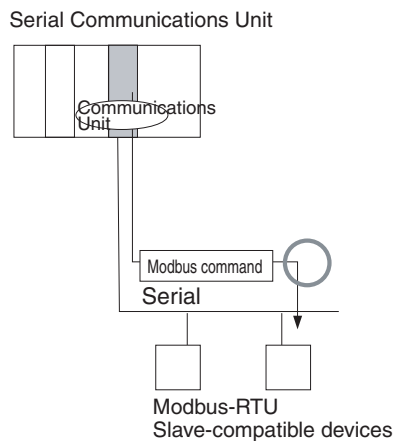 Serial Communications Unit
Communications
Unit
Modbus command
Serial
Modbus-RTU
Slave-compatible devices